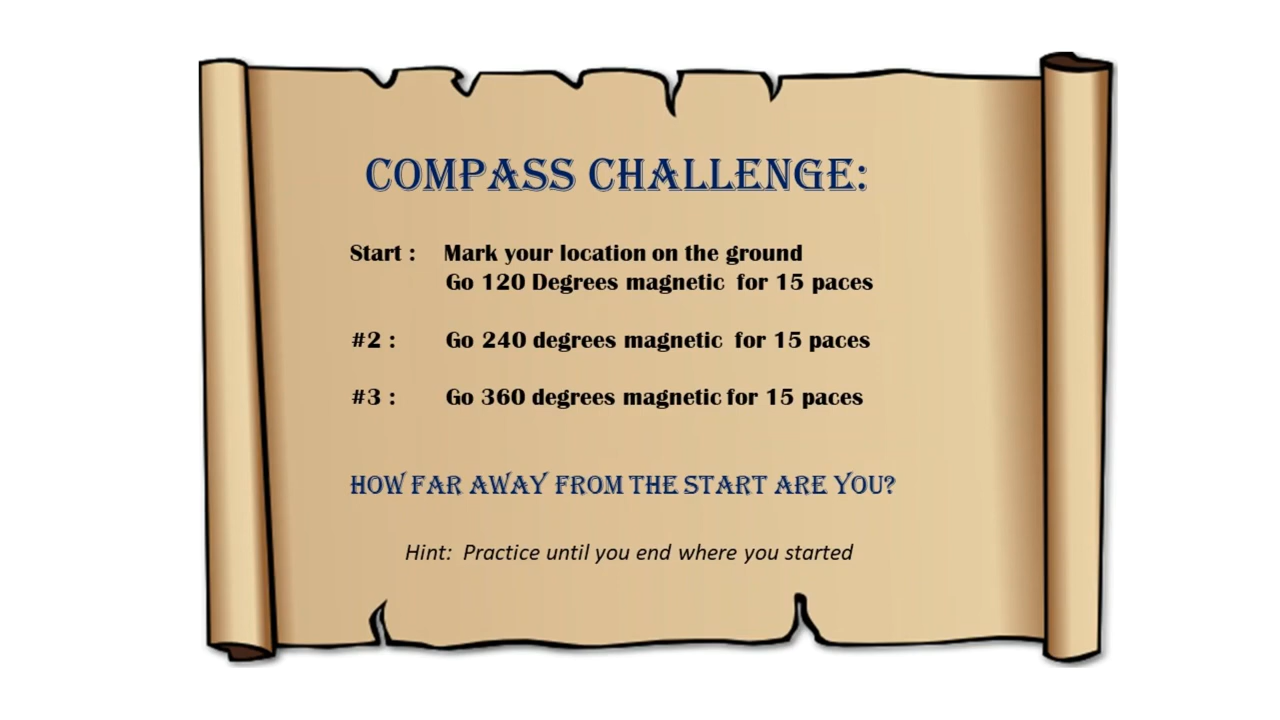 COMPASS CHALLENGE:
Start : Mark your location on the ground
Go 120 Degrees magnetic for 15 paces
#2 : Go 240 degrees magnetic for 15 paces
#3 : Go 360 degrees magnetic for 15 paces
HOW FAR AWAY FROM THE START ARE YOU?
Hint: Practice until you end where you started